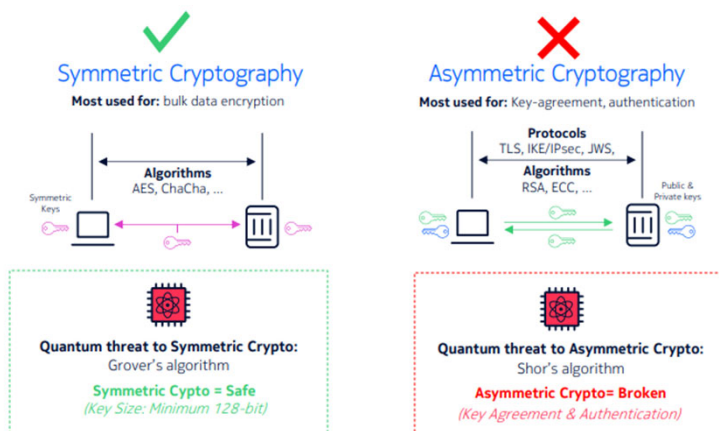 Symmetric Cryptography
Most used for: bulk data encryption
Algorithms
AES, ChaCha, ...
Symmetric
Keys
Quantum threat to Symmetric Crypto:
Grover's algorithm
Symmetric Cypto = Safe
(Key Size: Minimum 128-bit)
Asymmetric Cryptography
Most used for: Key-agreement, authentication
Protocols
TLS, IKE/IPsec, JWS,
Algorithms
RSA, ECC, ...
Public &
Private keys
Quantum threat to Asymmetric Crypto:
Shor's algorithm
Asymmetric Crypto= Broken
(Key Agreement & Authentication)